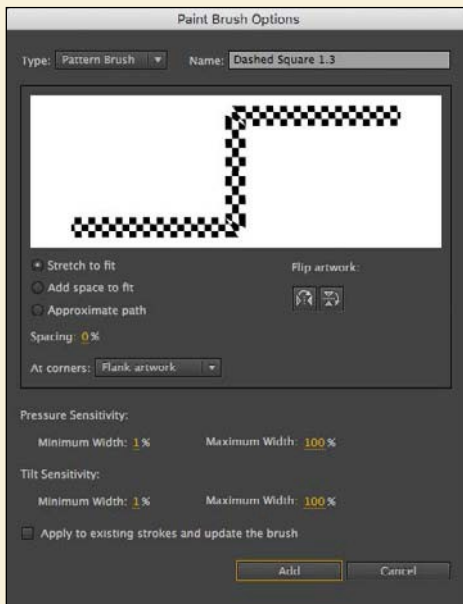 Paint Brush Options
Type: Pattern Brush Name: Dashed Square 1.3
Stretch to fit Flip artwork:
Add space to fit
Approximate path
Spacing: 0%
At corners: Flank artwork
Pressure Sensitivity:
Minimum Width: 1% Maximum Width: 100%
Tilt Sensitivity:
Minimum Width: 1% Maximum Width: 100%
Apply to existing strokes and update the brush
Add Cancel